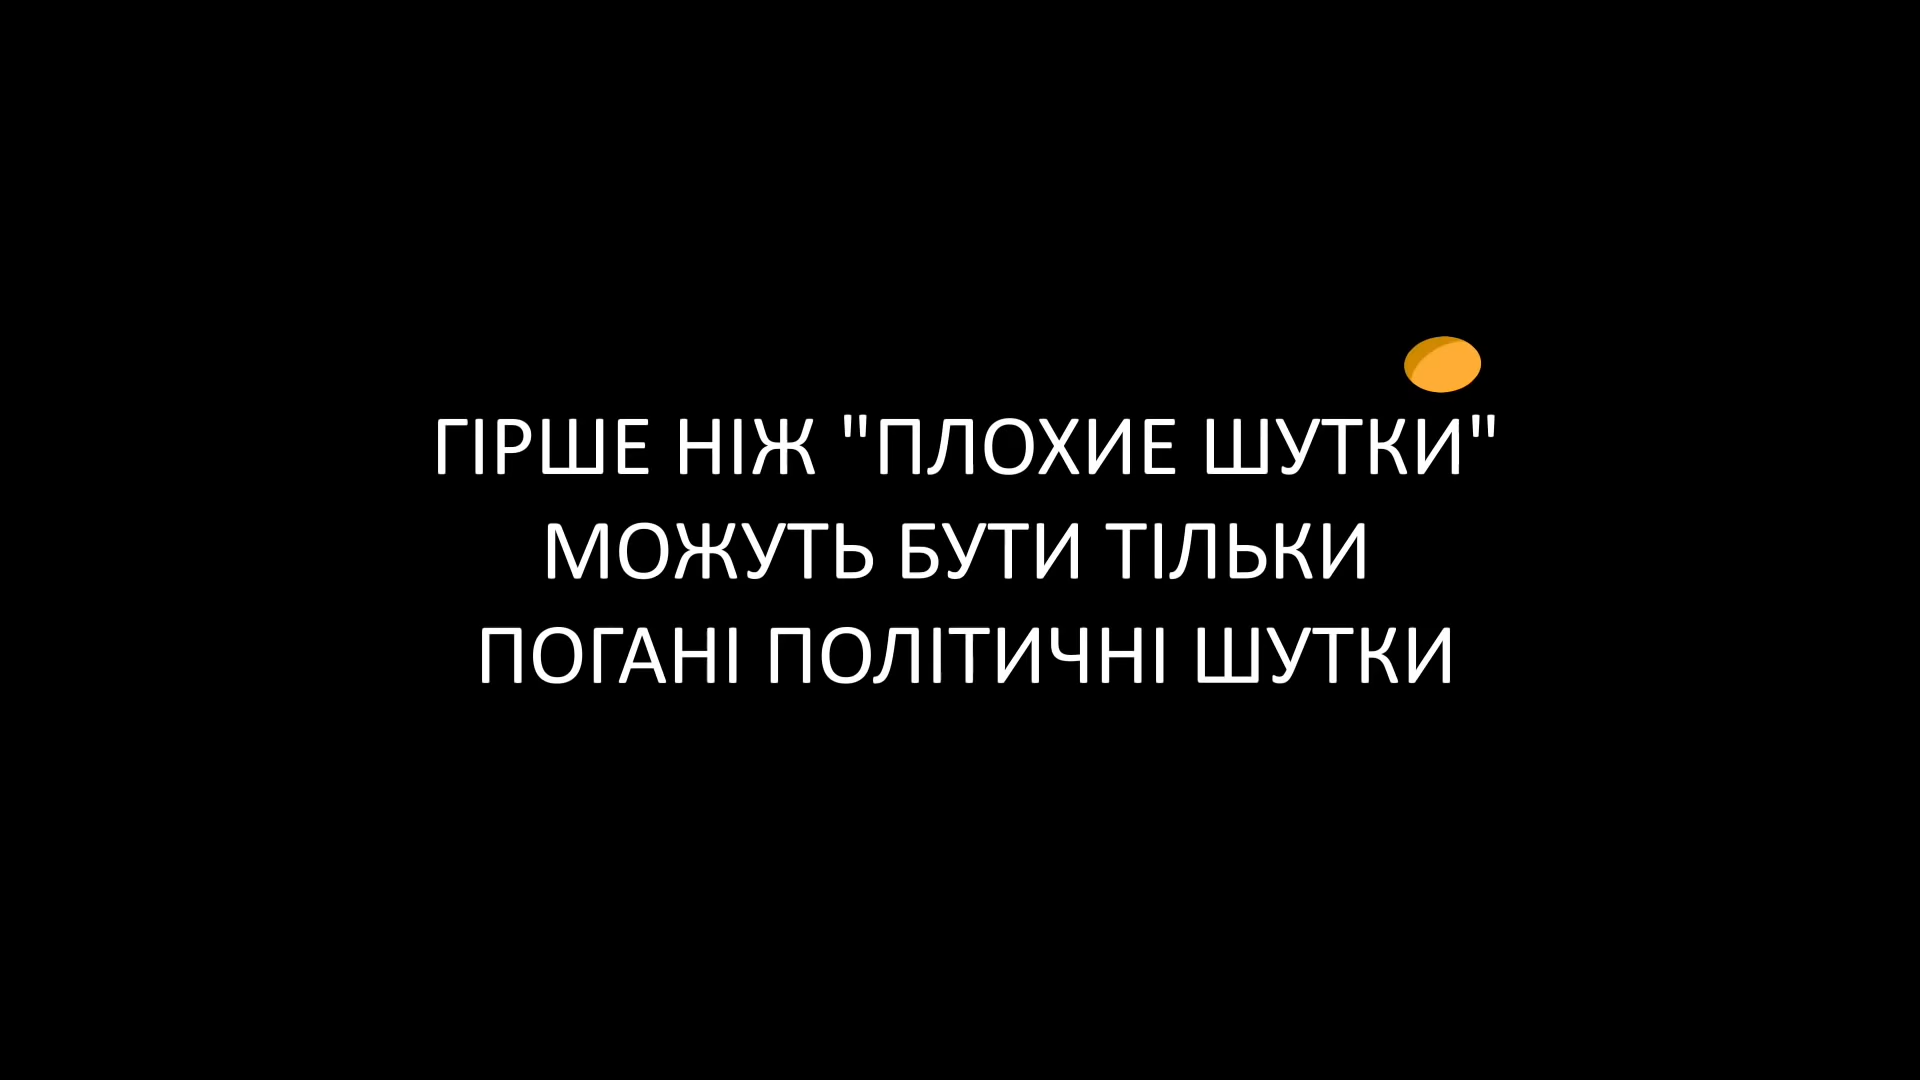 ГІРШЕ НІЖ "ПЛОХИЕ ШУТКИ"
МОЖУТЬ БУТИ ТІЛЬКИ
ПОГАНІ ПОЛІТИЧНІ ШУТКИ